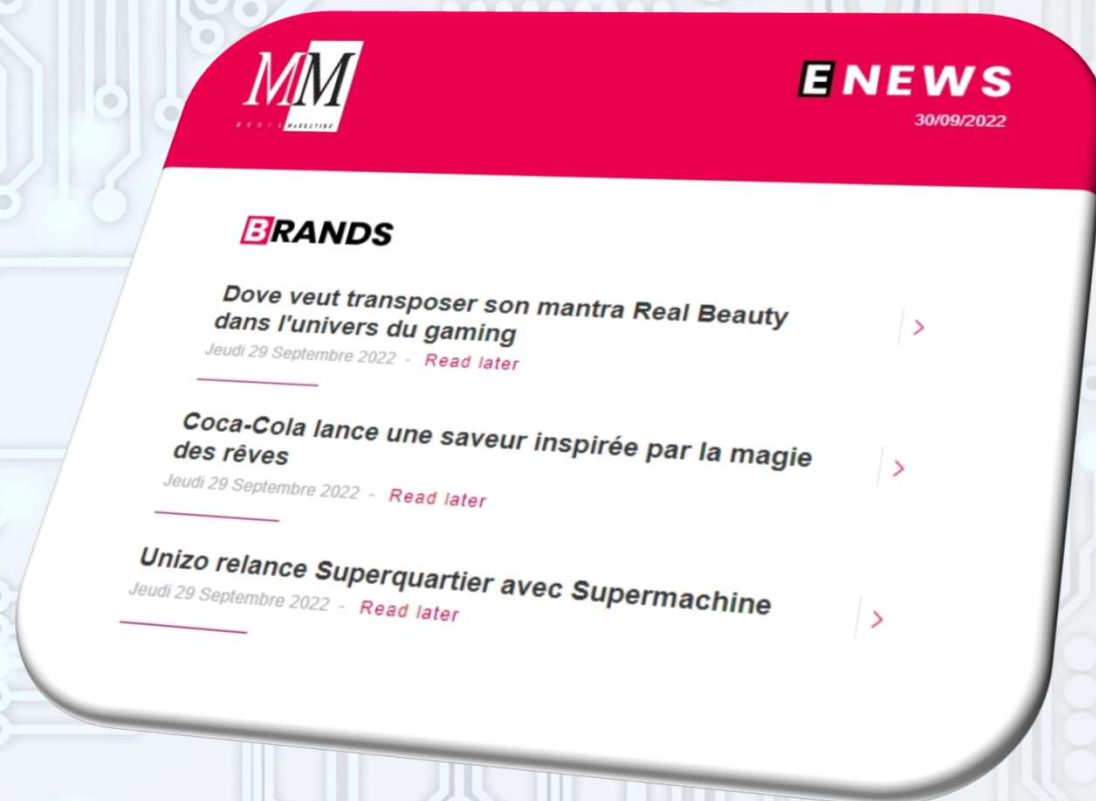 MM
MEDIA MARKETING
E NEWS
30/09/2022
BRANDS
Dove veut transposer son mantra Real Beauty
dans l'univers du gaming
Jeudi 29 Septembre 2022 - Read later
Coca-Cola lance une saveur inspirée par la magie
des rêves
Jeudi 29 Septembre 2022 - Read later
Unizo relance Superquartier avec Supermachine
Jeudi 29 Septembre 2022 - Read later